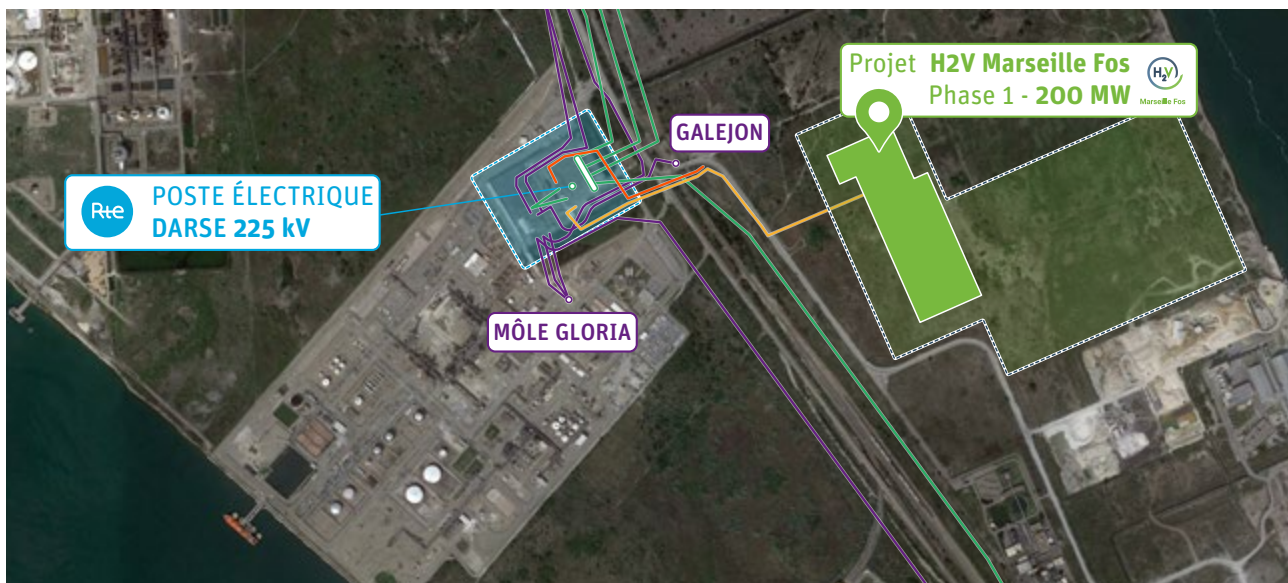 Projet H2V Marseille Fos
Phase 1 - 200 MW
H2V
Marseille Fos
GALEJON
Rte
POSTE ÉLECTRIQUE
DARSE 225 kV
MÔLE GLORIA